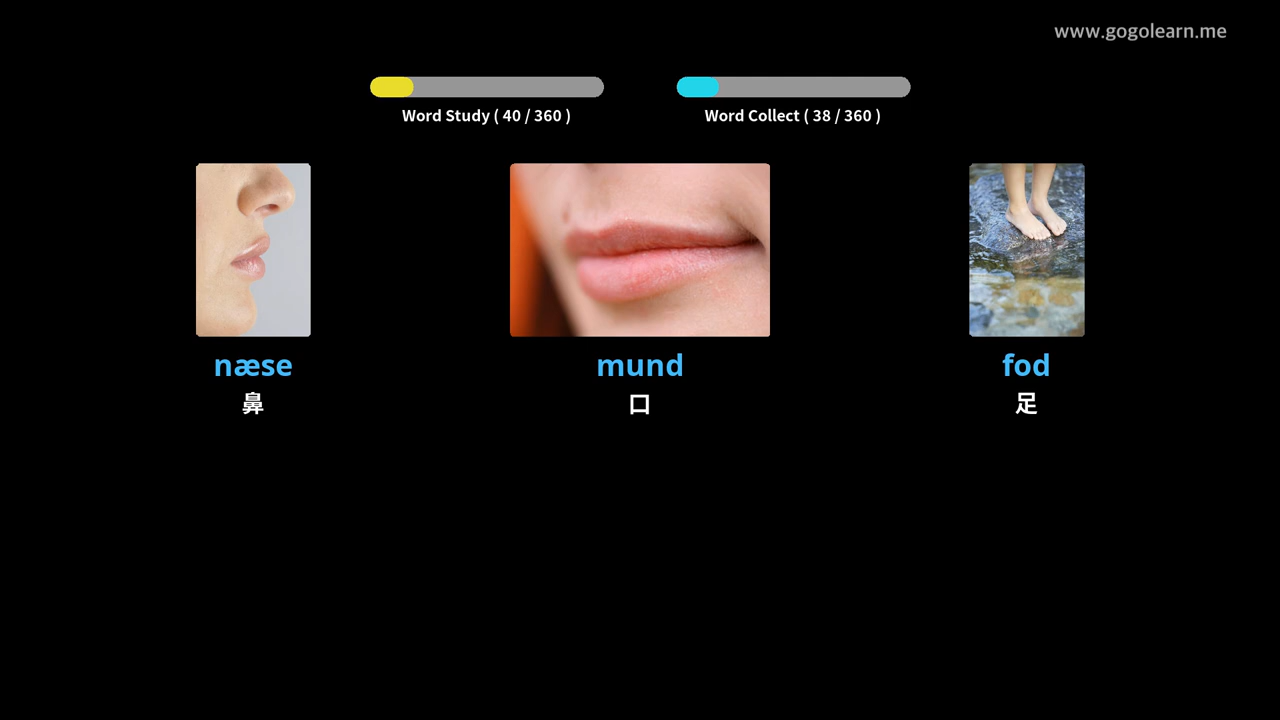 www.gogolearn.me
Word Study ( 40 / 360 )
Word Collect ( 38 / 360 )
næse
mund
fod
鼻
口
足